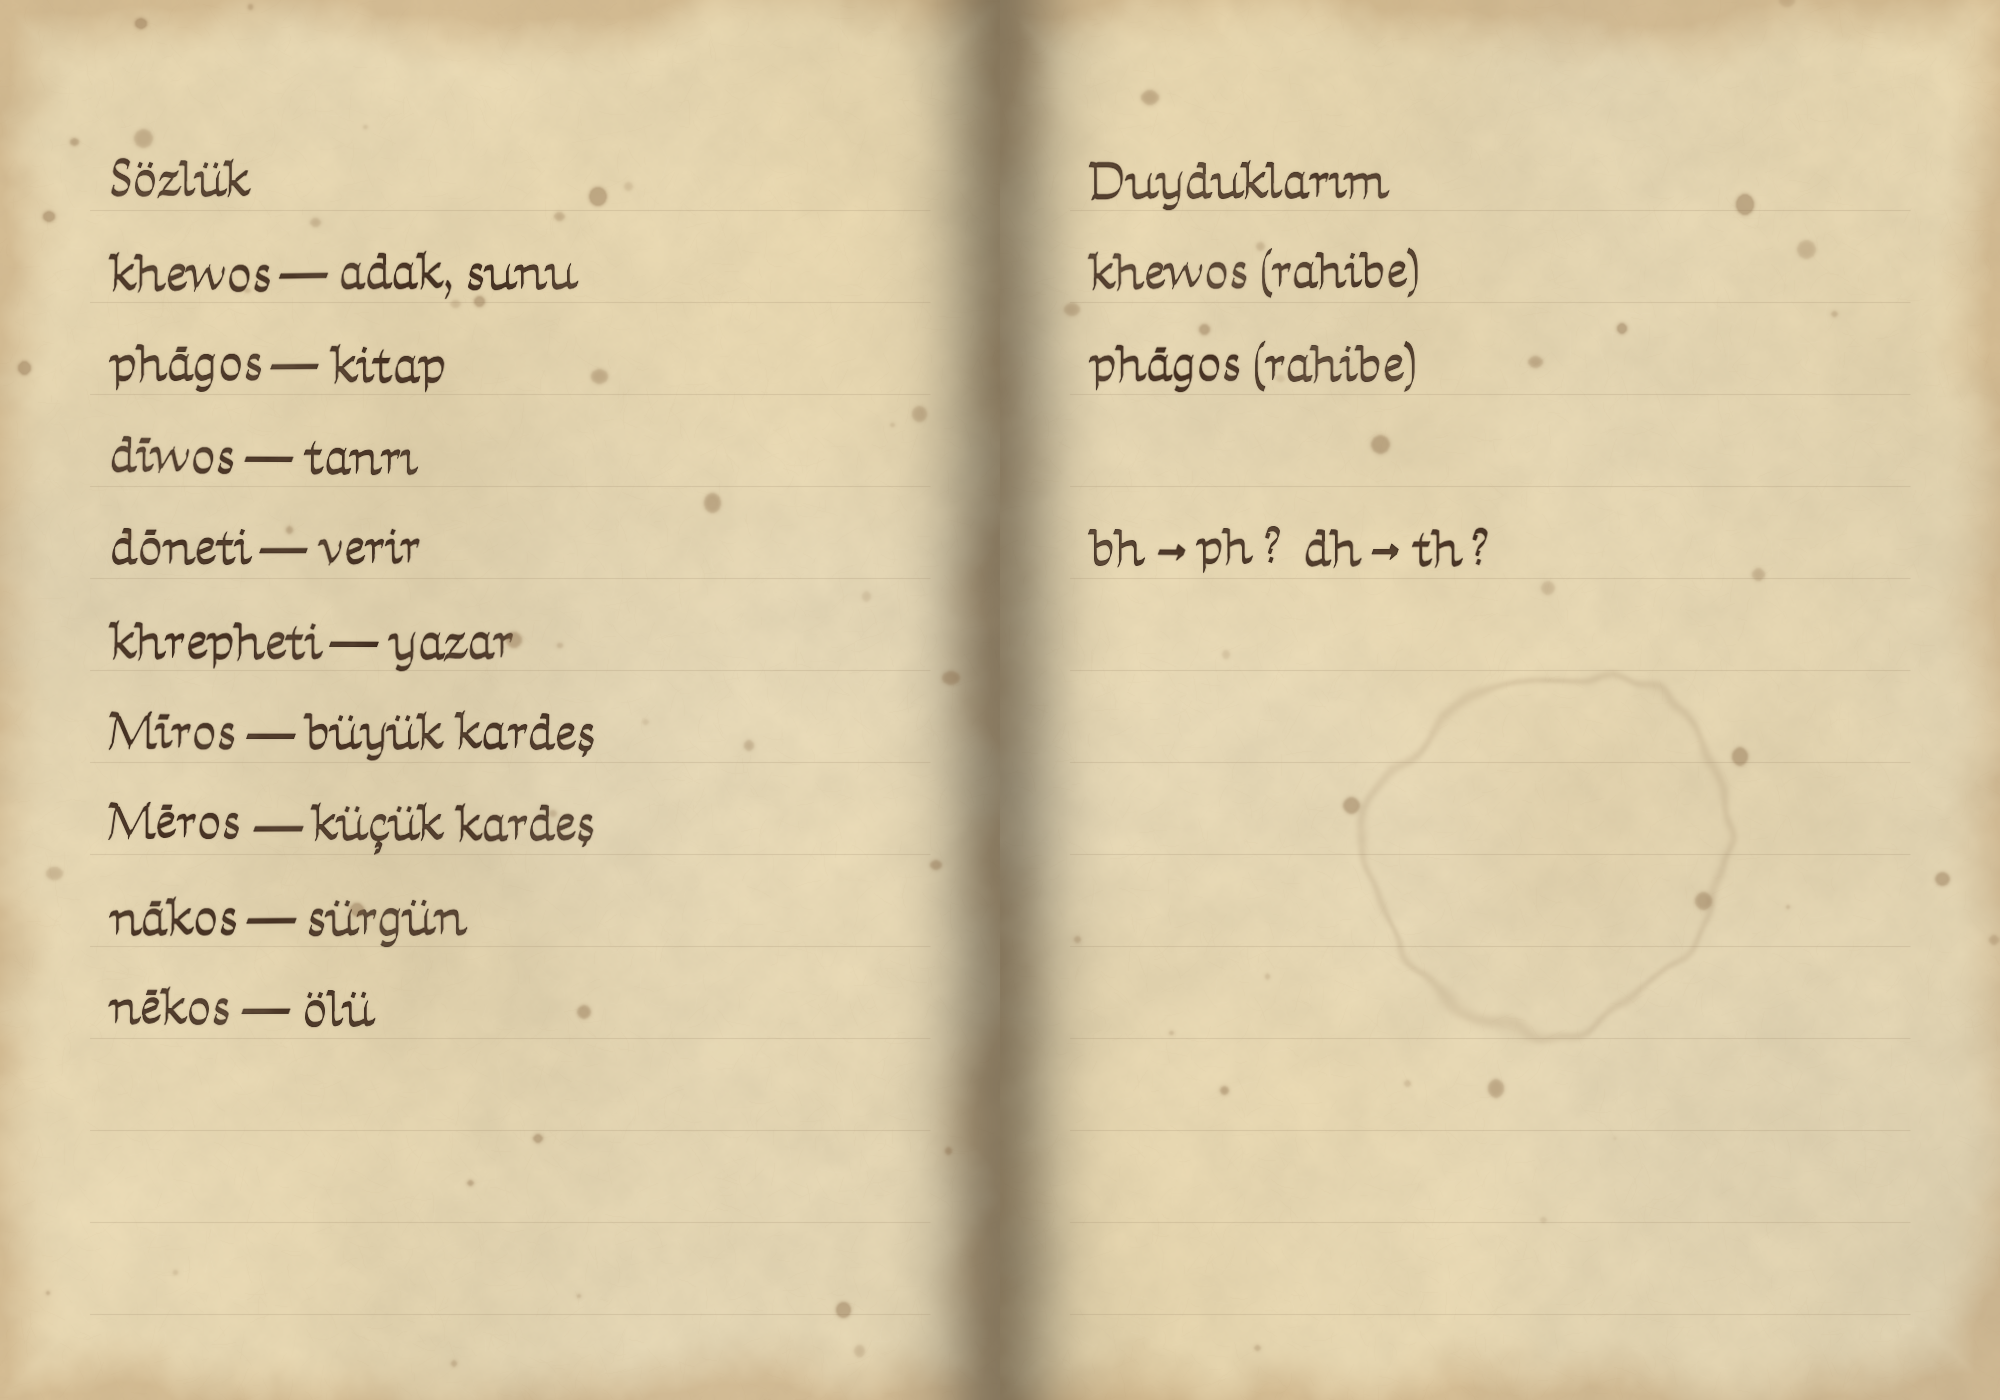 Sözlük
khewos — adak, sunu
phāgos — kitap
dīwos — tanrı
dōneti — verir
khrepheti — yazar
Mīros — büyük kardeş
Mēros — küçük kardeş
nākos — sürgün
nēkos — ölü
Duyduklarım
khewos (rahibe)
phāgos (rahibe)
bh → ph ? dh → th ?